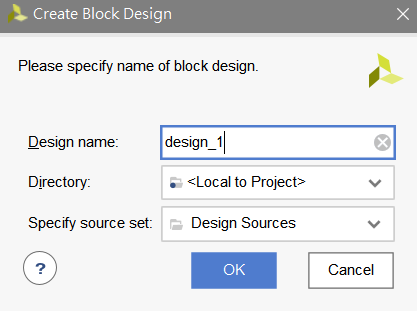 Create Block Design
Please specify name of block design.
Design name: design_1
Directory: <Local to Project>
Specify source set: Design Sources
? OK Cancel